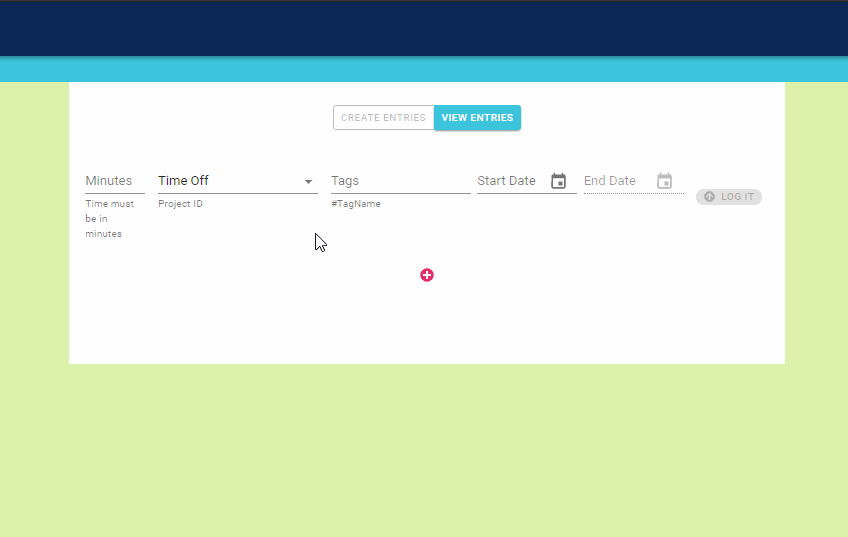 CREATE ENTRIES VIEW ENTRIES
Minutes Time Off Tags Start Date End Date LOG IT
Time must be in minutes Project ID #TagName